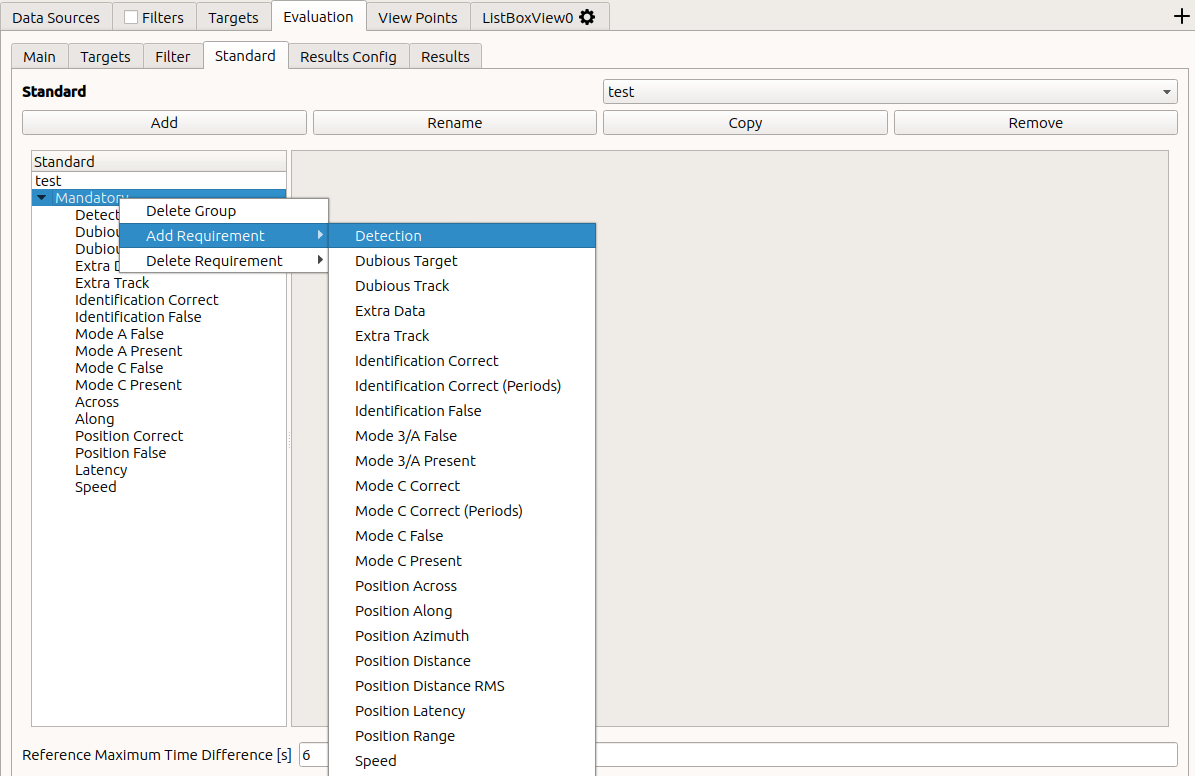 Data Sources Filters Targets Evaluation View Points ListBoxView0
Main Targets Filter Standard Results Config Results
Standard test
Add Rename Copy Remove
Standard
test
Mandatory
Delete Group
Add Requirement
Delete Requirement
Extra Track
Identification Correct
Identification False
Mode A False
Mode A Present
Mode C False
Mode C Present
Across
Along
Position Correct
Position False
Latency
Speed
Detection
Dubious Target
Dubious Track
Extra Data
Extra Track
Identification Correct
Identification Correct (Periods)
Identification False
Mode 3/A False
Mode 3/A Present
Mode C Correct
Mode C Correct (Periods)
Mode C False
Mode C Present
Position Across
Position Along
Position Azimuth
Position Distance
Position Distance RMS
Position Latency
Position Range
Speed
Reference Maximum Time Difference [s] 6